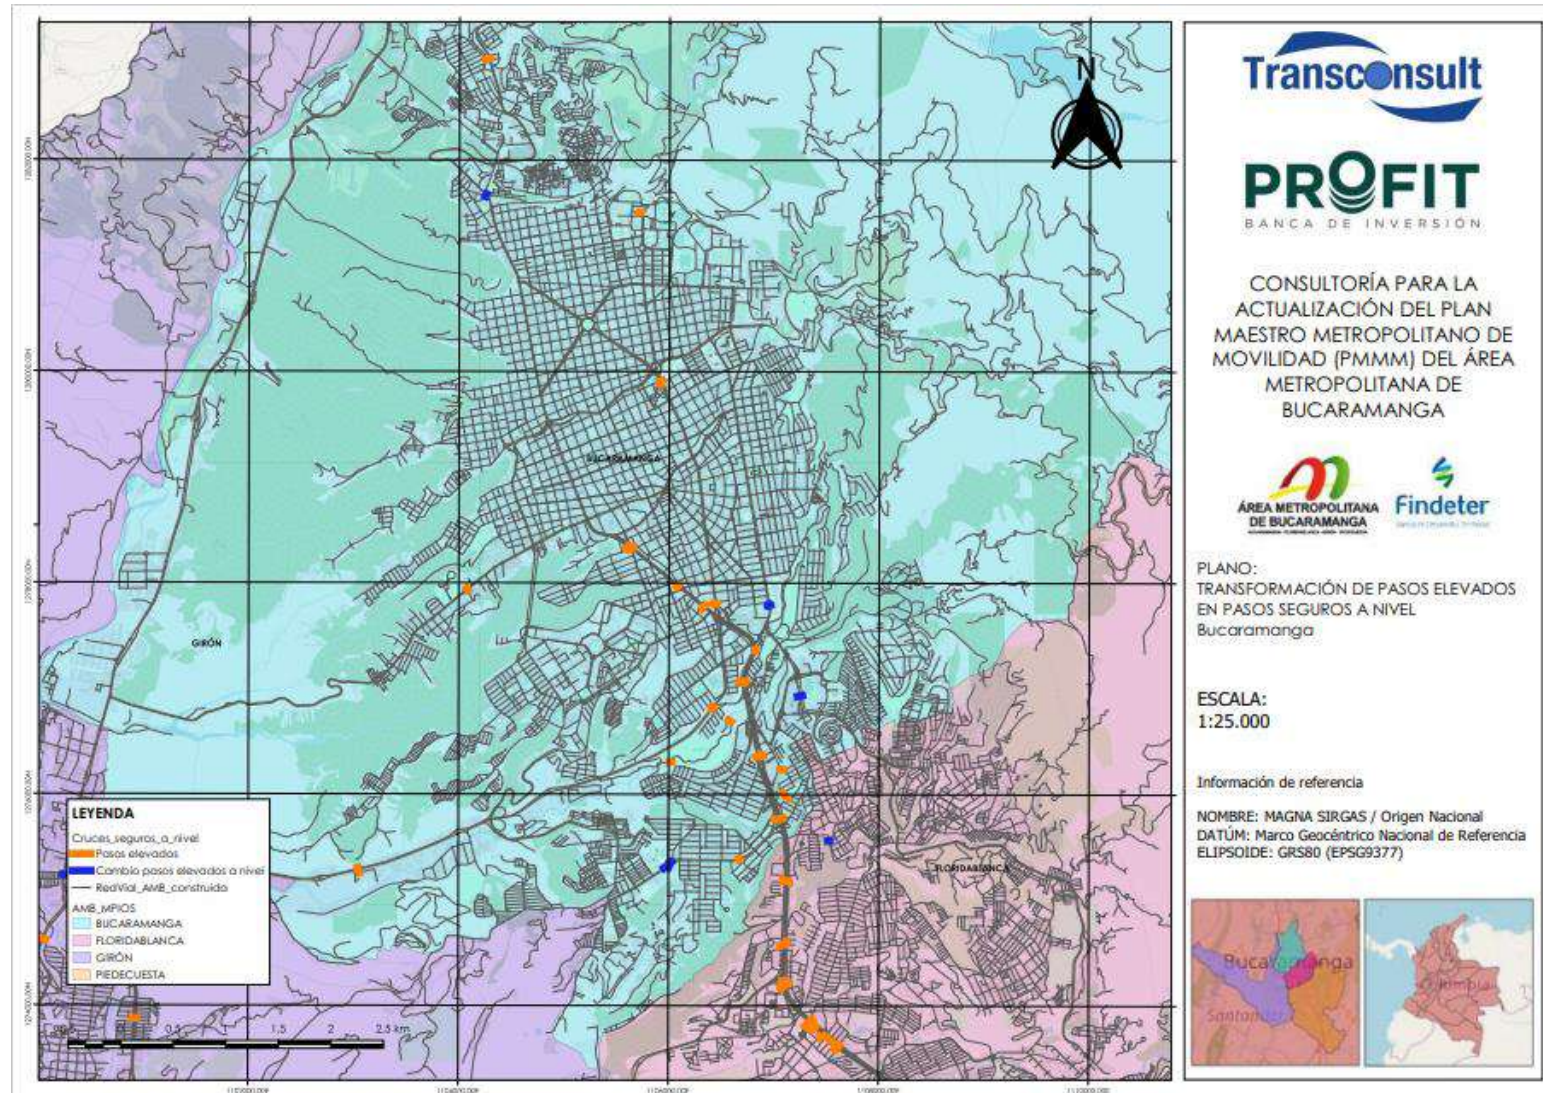 N
BUCARAMANGA
GIRÓN
FLORIDABLANCA
LEYENDA
Cruces_seguros_a_nivel
Pasos elevados
Cambio pasos elevados a nivel
RedVial_AMB_construida
AMB_MPIOS
BUCARAMANGA
FLORIDABLANCA
GIRÓN
PIEDECUESTA
0.5 1.5 2 2.5 km
Transconsult
PROFIT
BANCA DE INVERSIÓN
CONSULTORÍA PARA LA
ACTUALIZACIÓN DEL PLAN
MAESTRO METROPOLITANO DE
MOVILIDAD (PMMM) DEL ÁREA
METROPOLITANA DE
BUCARAMANGA
ÁREA METROPOLITANA
DE BUCARAMANGA
Findeter
PLANO:
TRANSFORMACIÓN DE PASOS ELEVADOS
EN PASOS SEGUROS A NIVEL
Bucaramanga
ESCALA:
1:25.000
Información de referencia
NOMBRE: MAGNA SIRGAS / Origen Nacional
DATÚM: Marco Geocéntrico Nacional de Referencia
ELIPSOIDE: GRS80 (EPSG9377)
Bucaramanga
Santander